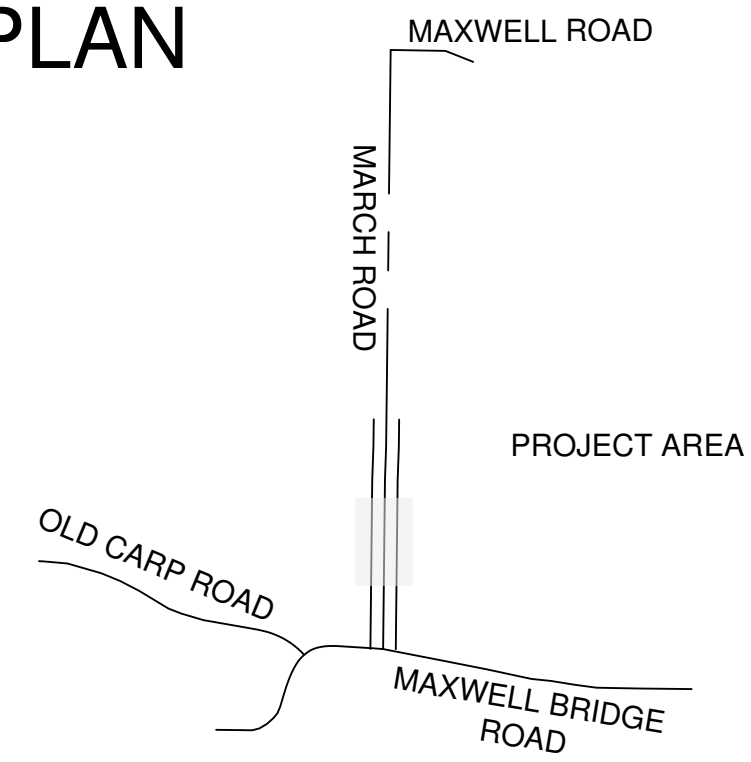 PLAN
MAXWELL ROAD
MARCH ROAD
PROJECT AREA
OLD CARP ROAD
MAXWELL BRIDGE
ROAD